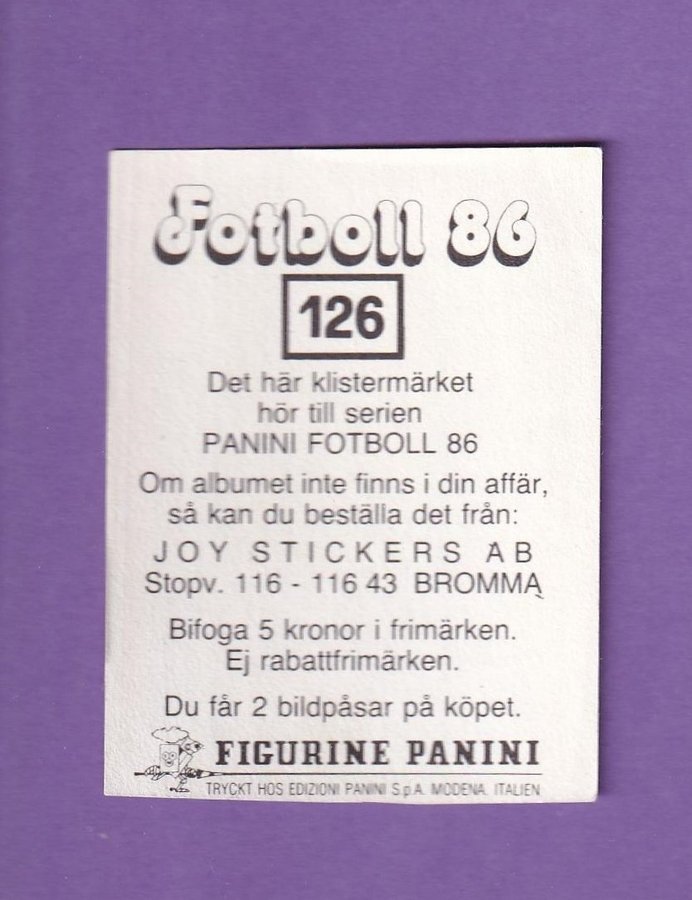 Fotboll 86
126
Det här klistermärket
hör till serien
PANINI FOTBOLL 86
Om albumet inte finns i din affär,
så kan du beställa det från:
JOY STICKERS AB
Stopv. 116 - 116 43 BROMMA
Bifoga 5 kronor i frimärken.
Ej rabattfrimärken.
Du får 2 bildpåsar på köpet.
FIGURINE PANINI
TRYCKT HOS EDIZIONI PANINI S.p.A. MODENA. ITALIEN